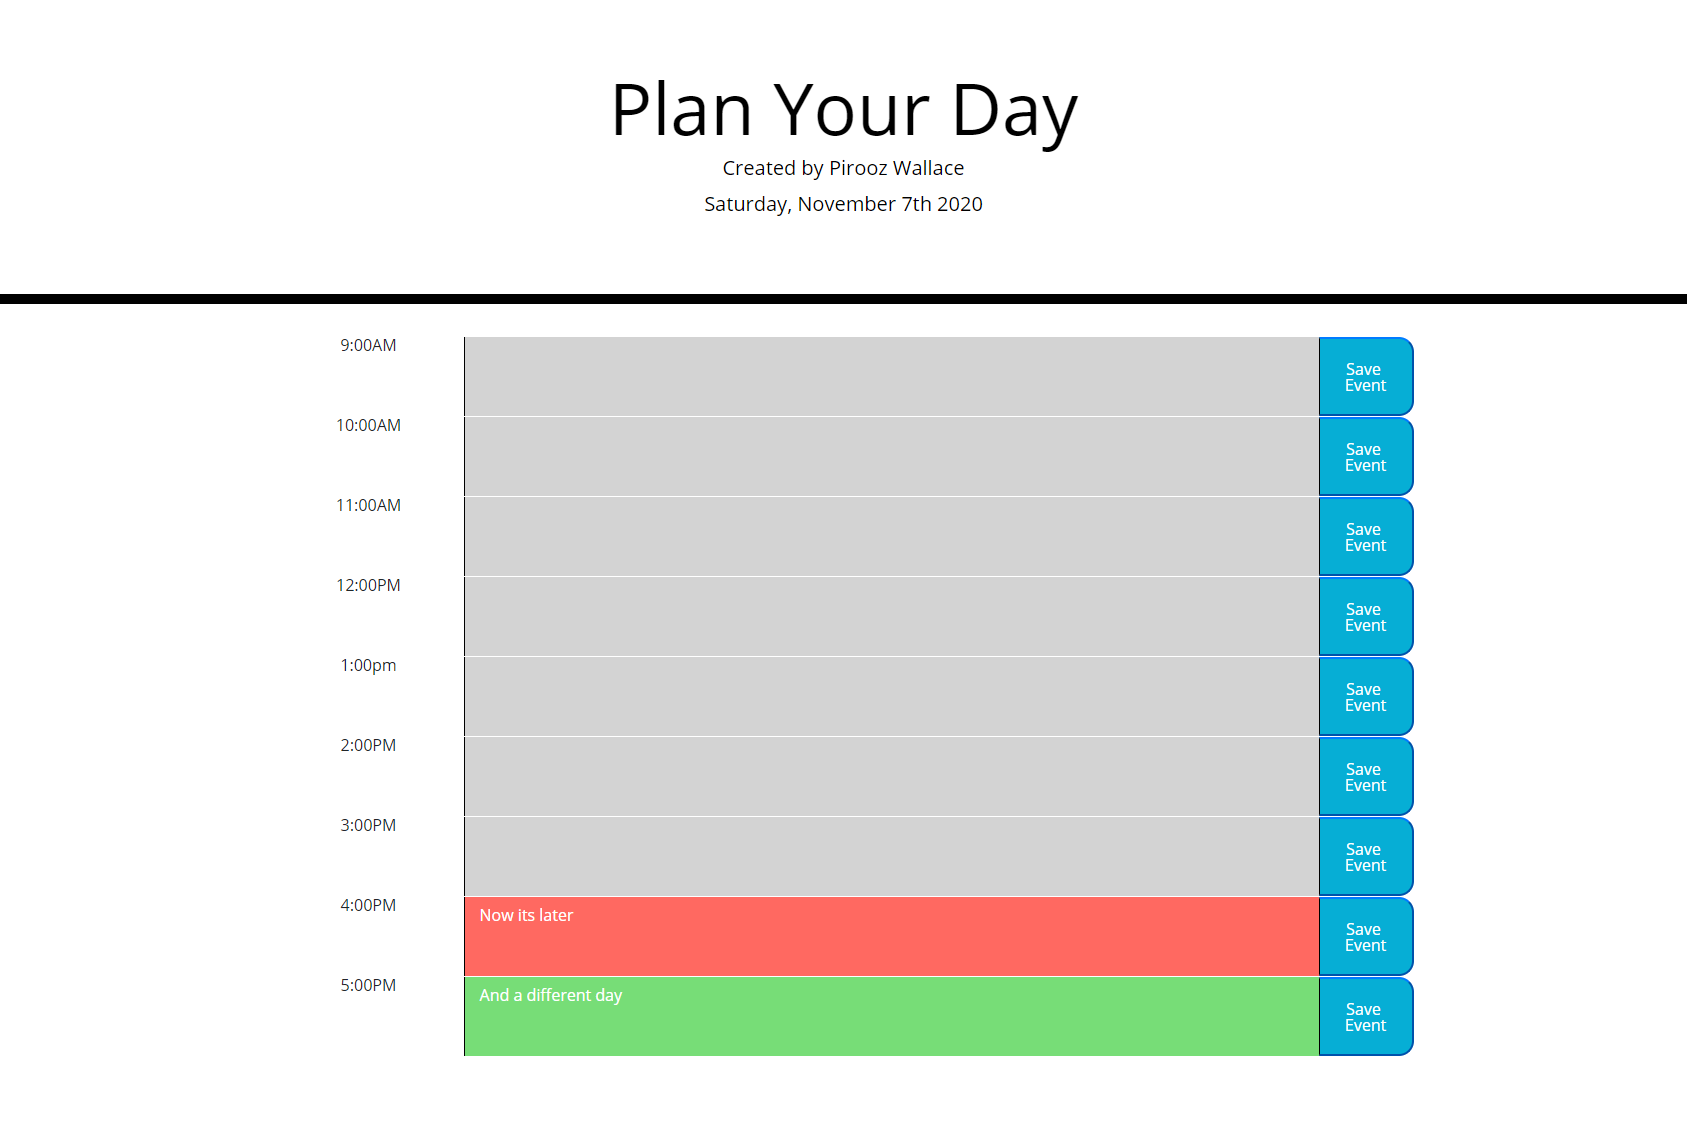 Plan Your Day
Created by Pirooz Wallace
Saturday, November 7th 2020
9:00AM
Save
Event
10:00AM
Save
Event
11:00AM
Save
Event
12:00PM
Save
Event
1:00pm
Save
Event
2:00PM
Save
Event
3:00PM
Save
Event
4:00PM
Now its later
Save
Event
5:00PM
And a different day
Save
Event